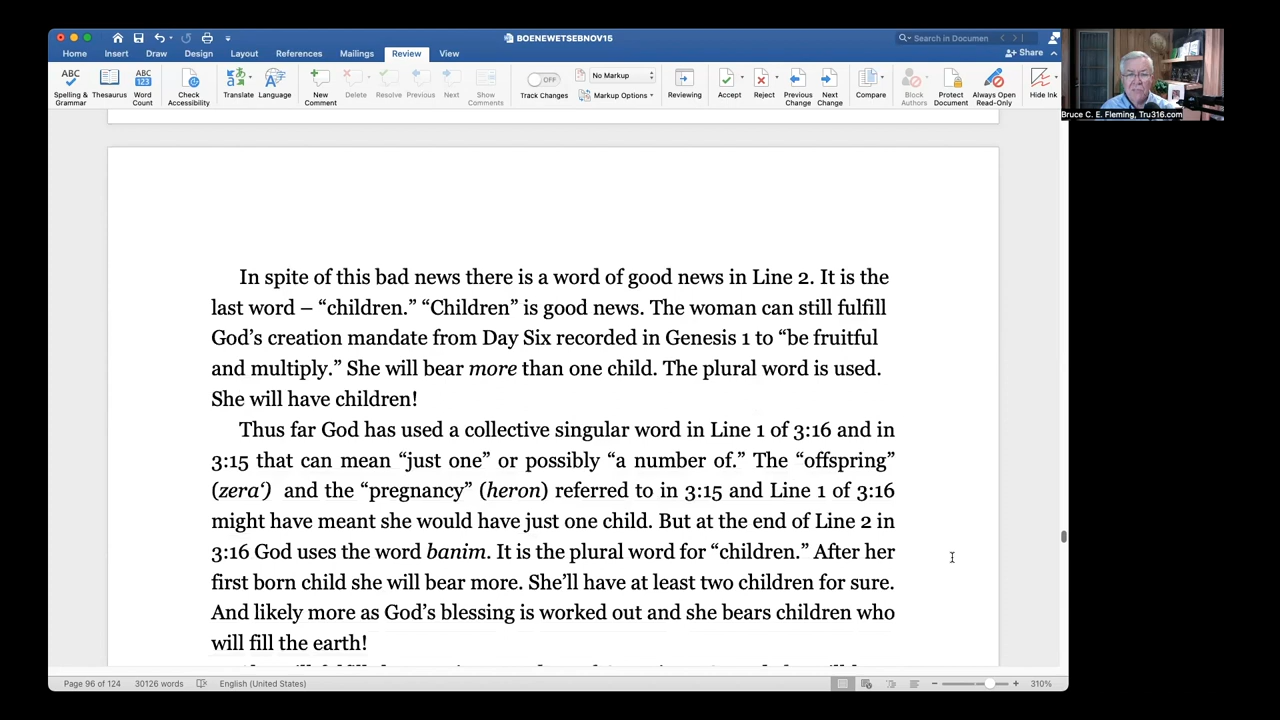 BOENEWETSEBNOV15
Search in Documen
Home Insert Draw Design Layout References Mailings Review View
Share
Spelling & Grammar
Thesaurus
Word Count
Check Accessibility
Translate
Language
New Comment
Delete
Resolve
Previous
Next
Show Comments
OFF
Track Changes
No Markup
Markup Options
Reviewing
Accept
Reject
Previous Change
Next Change
Compare
Block Authors
Protect Document
Always Open Read-Only
Hide Ink
Bruce C. E. Fleming, Tru316.com
In spite of this bad news there is a word of good news in Line 2. It is the
last word – “children.” “Children” is good news. The woman can still fulfill
God’s creation mandate from Day Six recorded in Genesis 1 to “be fruitful
and multiply.” She will bear more than one child. The plural word is used.
She will have children!
Thus far God has used a collective singular word in Line 1 of 3:16 and in
3:15 that can mean “just one” or possibly “a number of.” The “offspring”
(zera‘) and the “pregnancy” (heron) referred to in 3:15 and Line 1 of 3:16
might have meant she would have just one child. But at the end of Line 2 in
3:16 God uses the word banim. It is the plural word for “children.” After her
first born child she will bear more. She’ll have at least two children for sure.
And likely more as God’s blessing is worked out and she bears children who
will fill the earth!
Page 96 of 124 30126 words English (United States) 310%